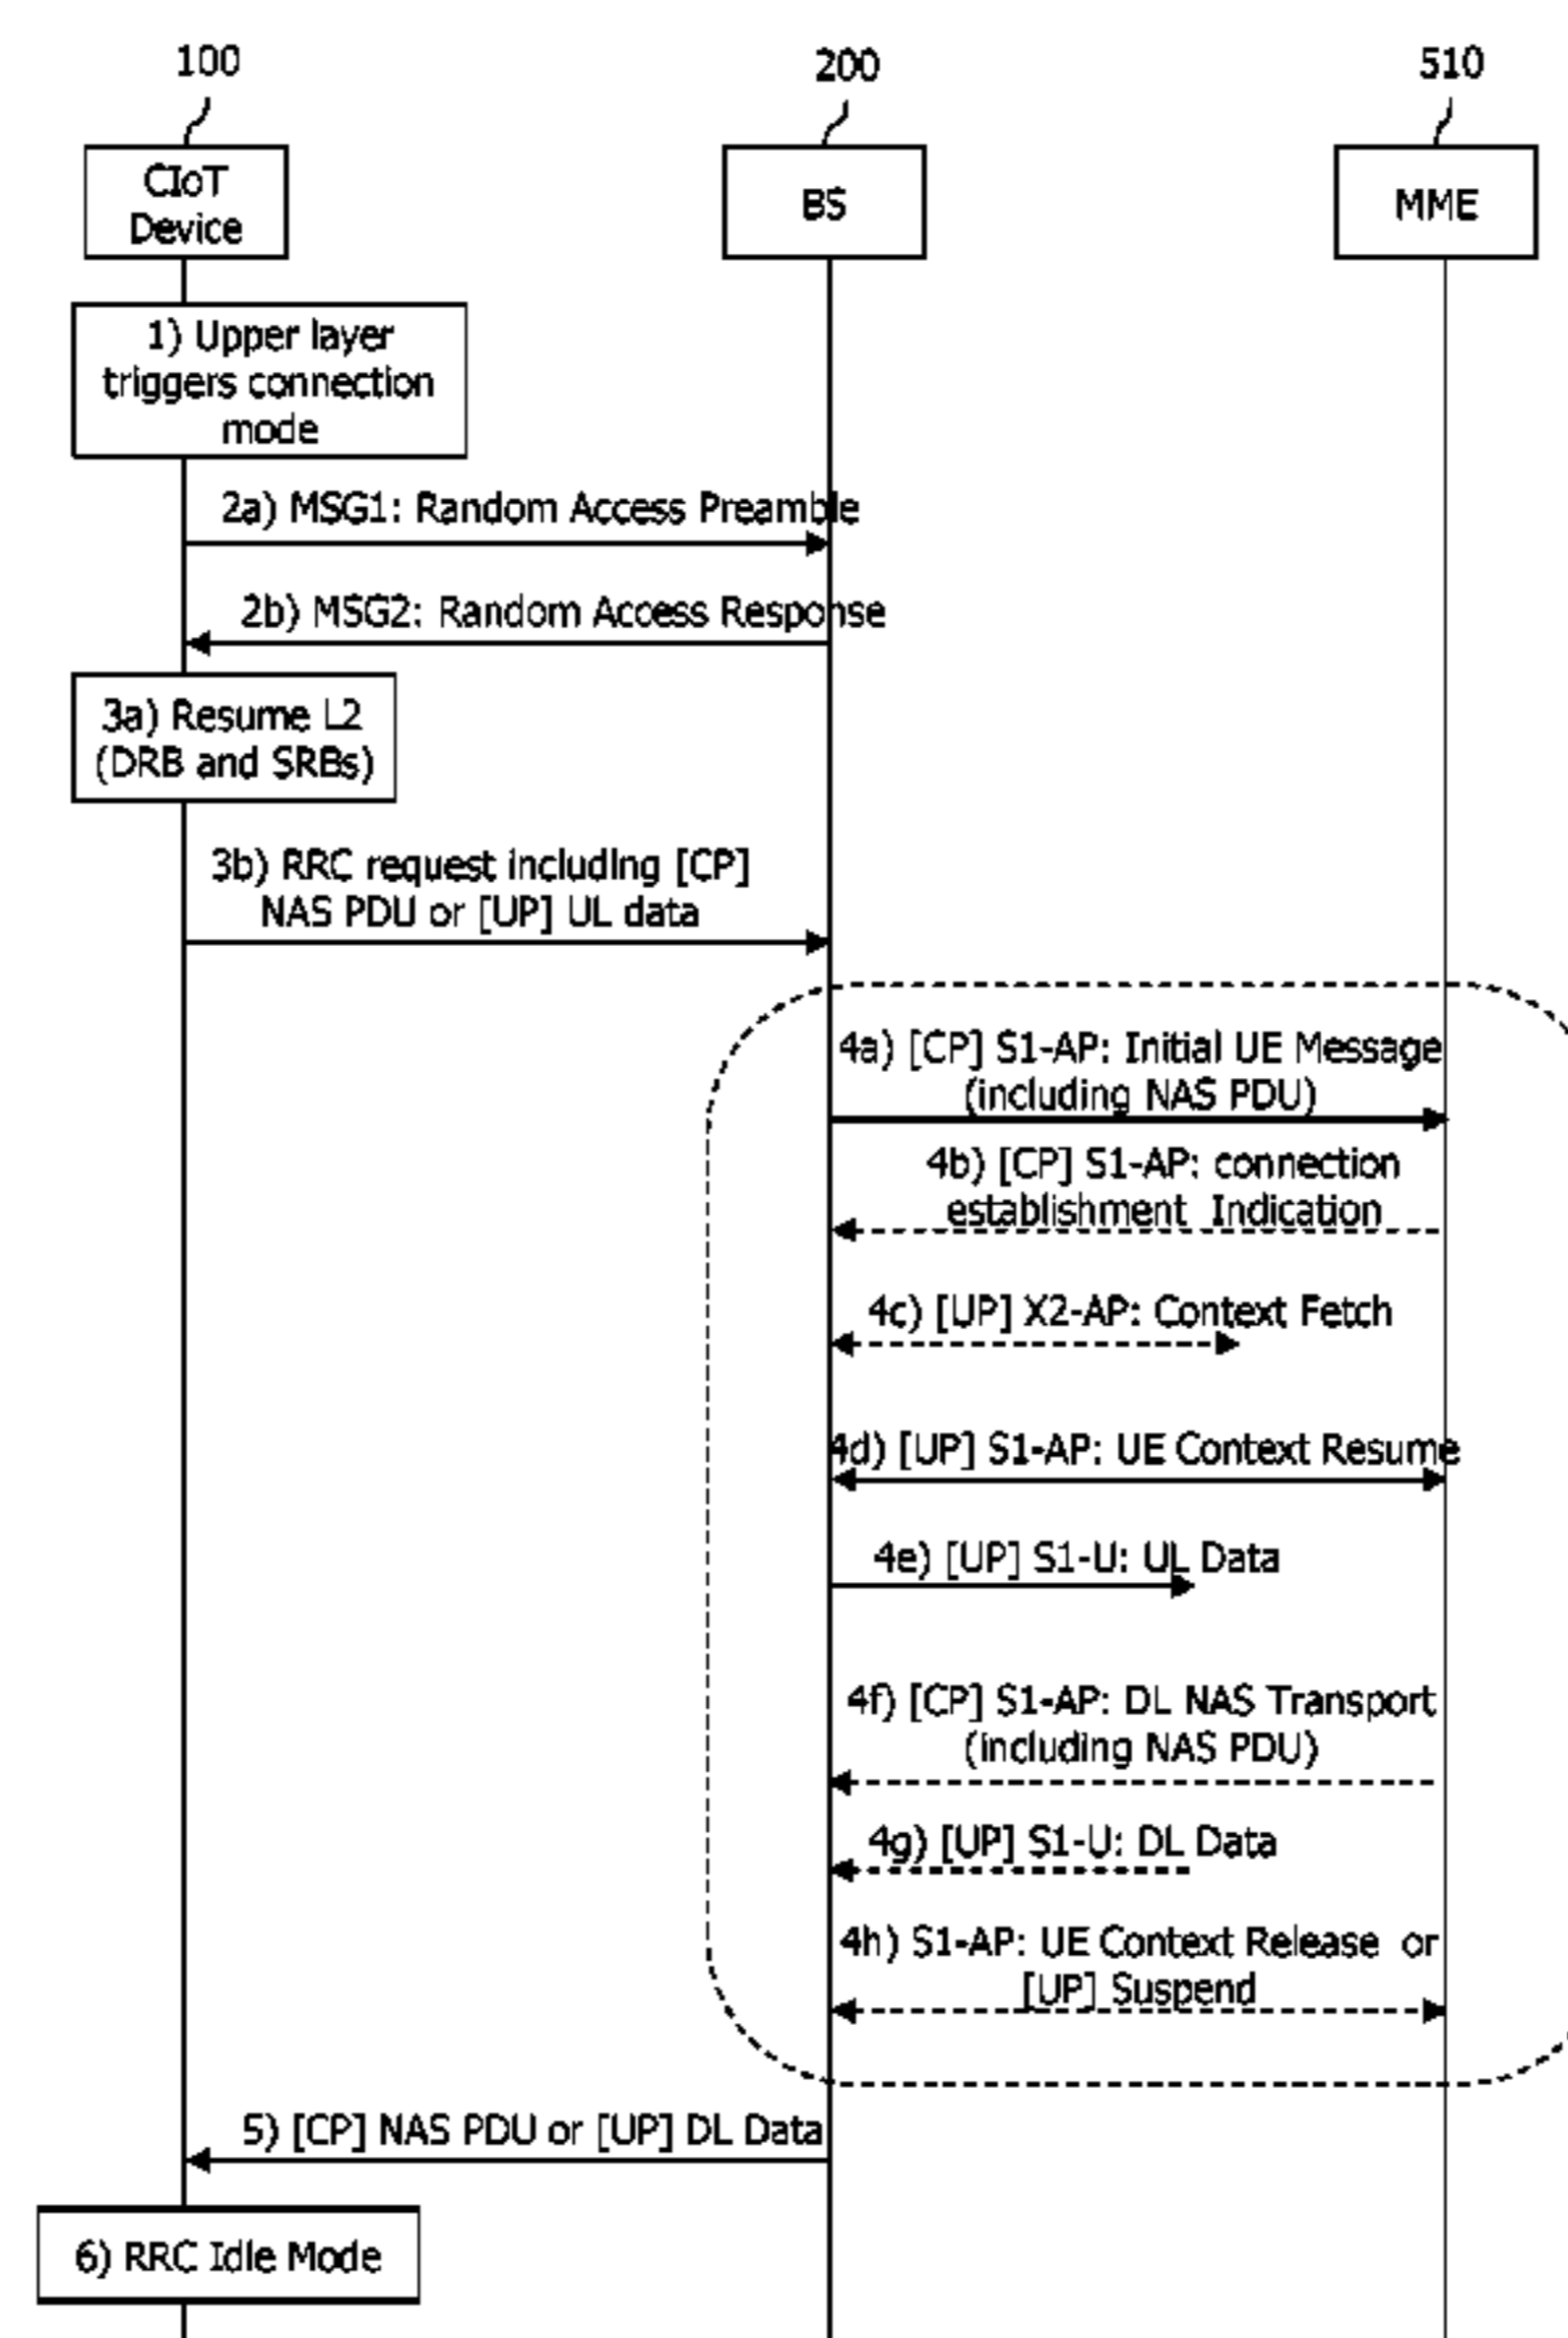 100
200
510
CIoT
Device
BS
MME
1) Upper layer
triggers connection
mode
2a) MSG1: Random Access Preamble
2b) MSG2: Random Access Response
3a) Resume L2
(DRB and SRBs)
3b) RRC request including [CP]
NAS PDU or [UP] UL data
4a) [CP] S1-AP: Initial UE Message
(including NAS PDU)
4b) [CP] S1-AP: connection
establishment Indication
4c) [UP] X2-AP: Context Fetch
4d) [UP] S1-AP: UE Context Resume
4e) [UP] S1-U: UL Data
4f) [CP] S1-AP: DL NAS Transport
(including NAS PDU)
4g) [UP] S1-U: DL Data
4h) S1-AP: UE Context Release or
[UP] Suspend
5) [CP] NAS PDU or [UP] DL Data
6) RRC Idle Mode